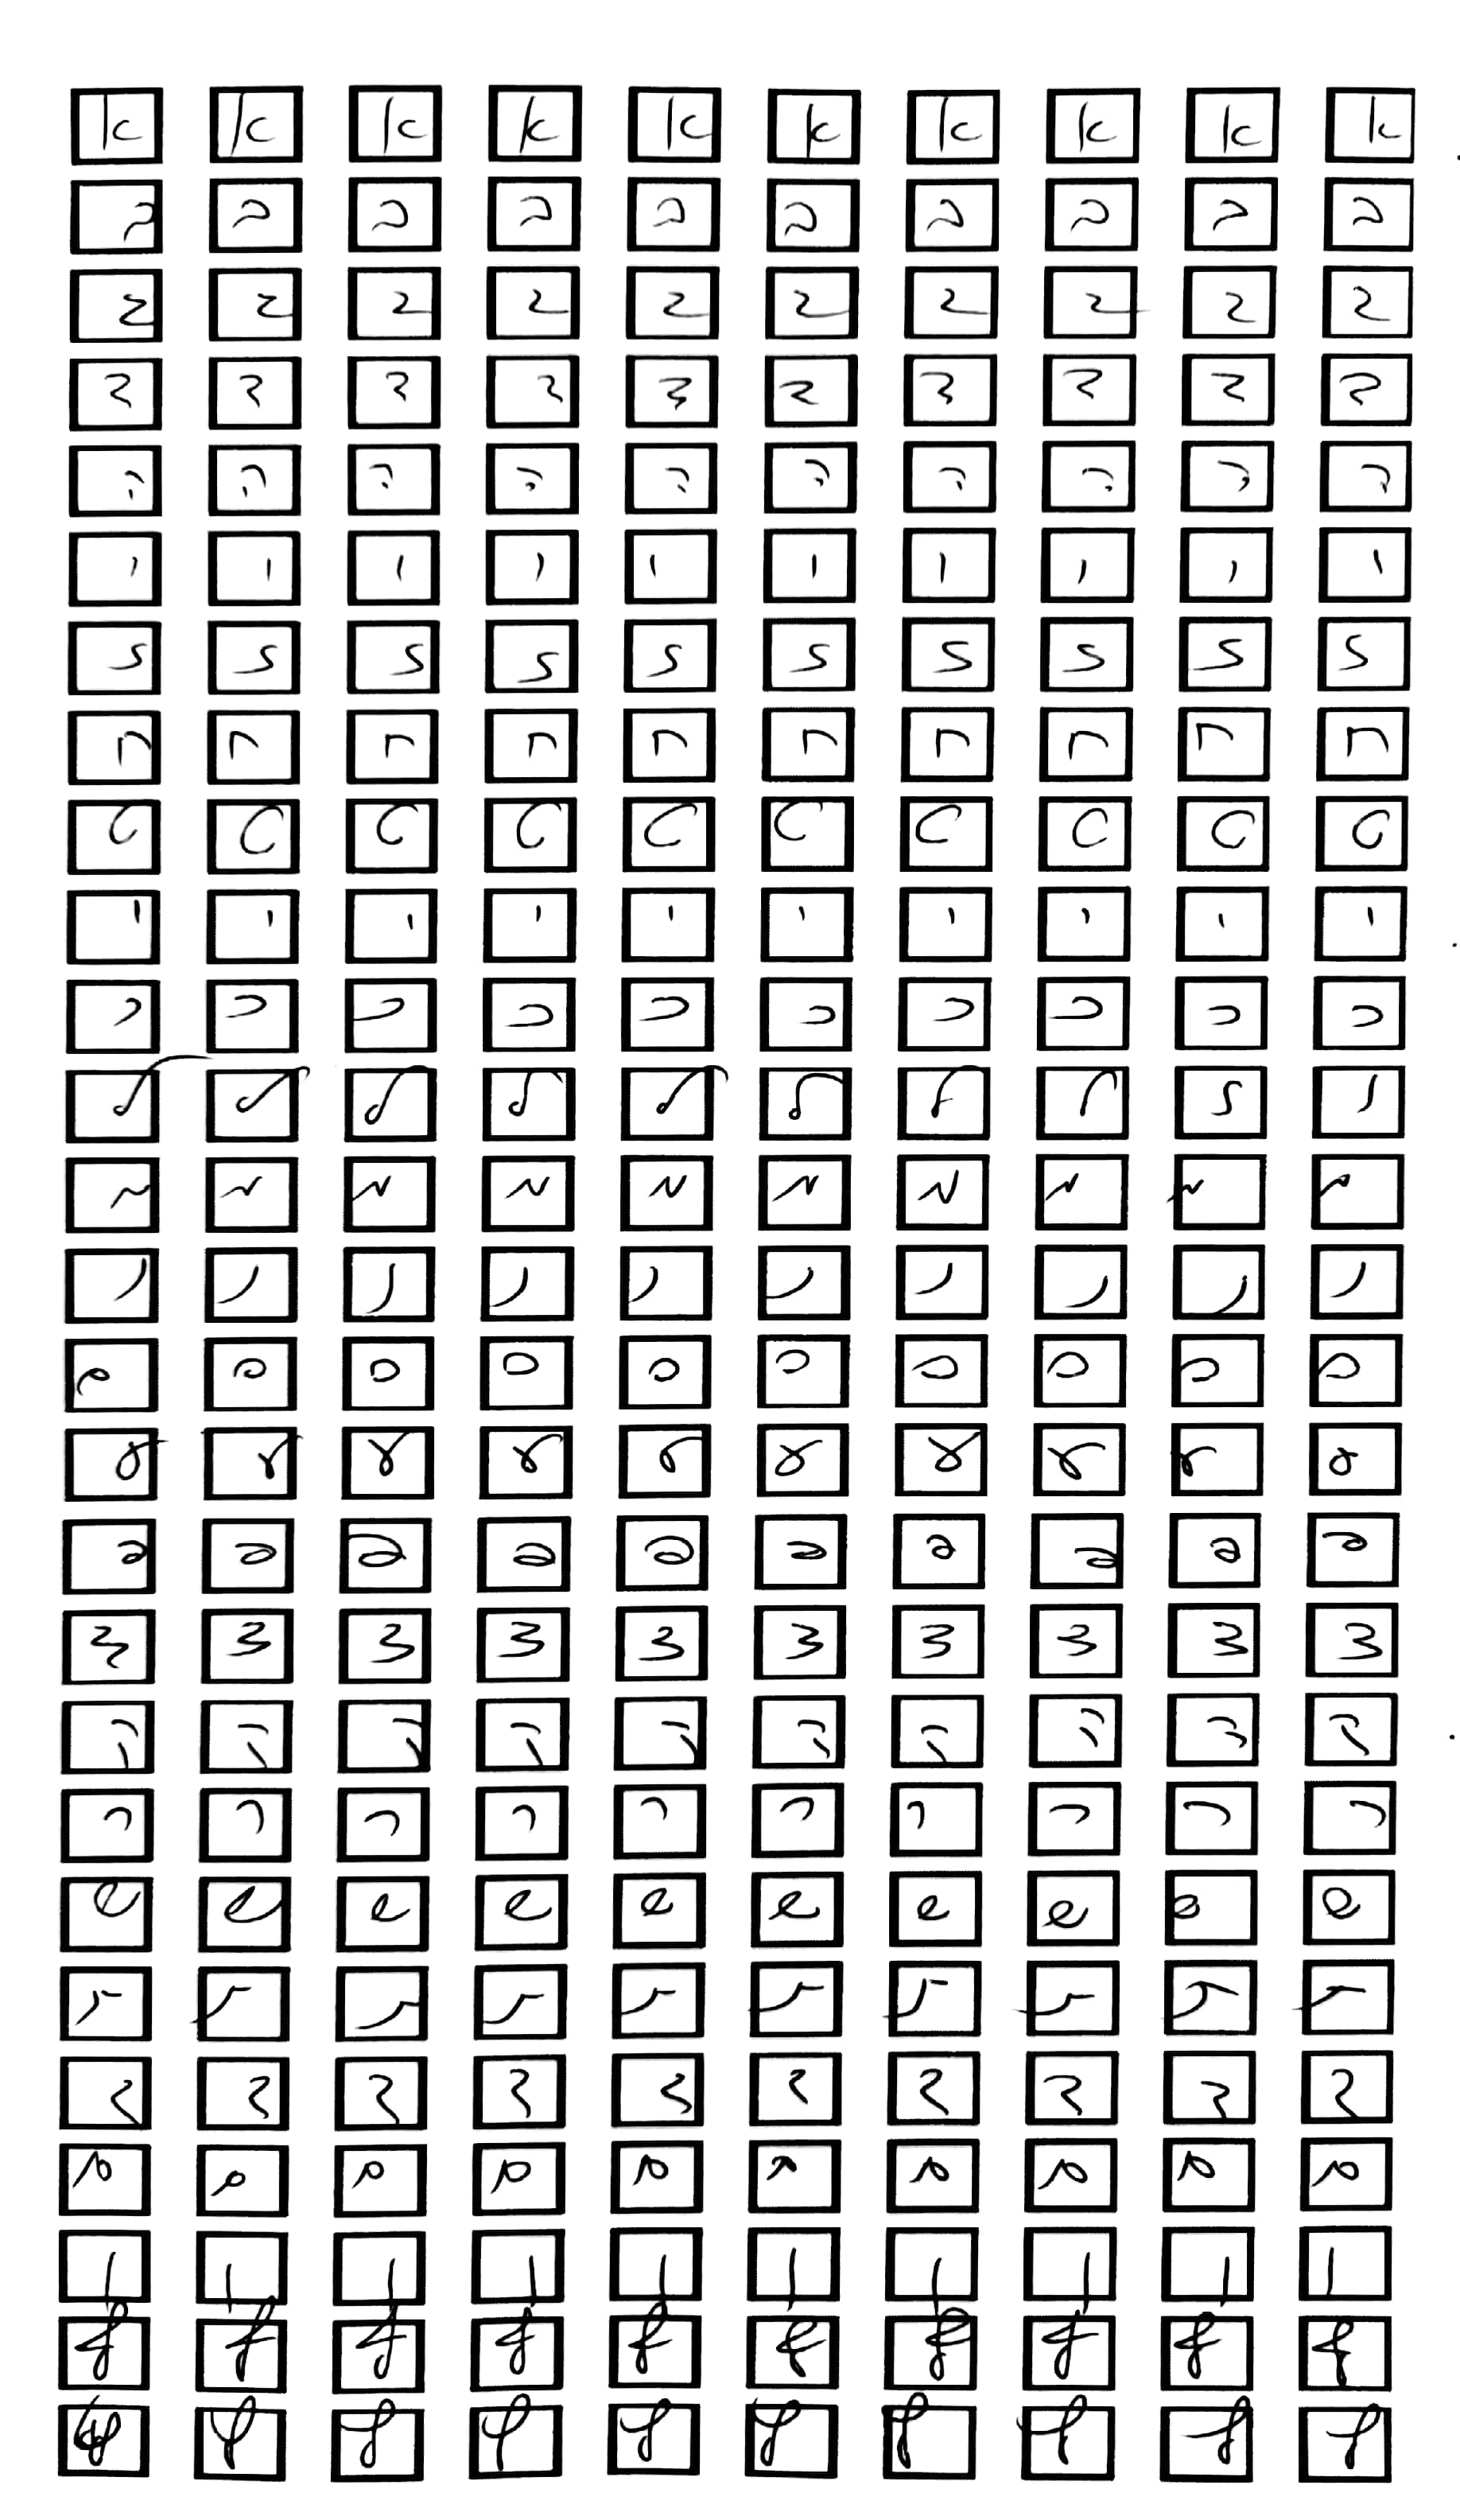 א א א א א א א א א א
ב ב ב ב ב ב ב ב ב ב
ג ג ג ג ג ג ג ג ג ג
ד ד ד ד ד ד ד ד ד ד
ה ה ה ה ה ה ה ה ה ה
ו ו ו ו ו ו ו ו ו ו
ז ז ז ז ז ז ז ז ז ז
ח ח ח ח ח ח ח ח ח ח
ט ט ט ט ט ט ט ט ט ט
י י י י י י י י י י
כ כ כ כ כ כ כ כ כ כ
ל ל ל ל ל ל ל ל ל ל
מ מ מ מ מ מ מ מ מ מ
נ נ נ נ נ נ נ נ נ נ
ס ס ס ס ס ס ס ס ס ס
ע ע ע ע ע ע ע ע ע ע
פ פ פ פ פ פ פ פ פ פ
צ צ צ צ צ צ צ צ צ צ
ק ק ק ק ק ק ק ק ק ק
ר ר ר ר ר ר ר ר ר ר
ש ש ש ש ש ש ש ש ש ש
ת ת ת ת ת ת ת ת ת ת
ך ך ך ך ך ך ך ך ך ך
ם ם ם ם ם ם ם ם ם ם
ן ן ן ן ן ן ן ן ן ן
ף ף ף ף ף ף ף ף ף ף
ץ ץ ץ ץ ץ ץ ץ ץ ץ ץ